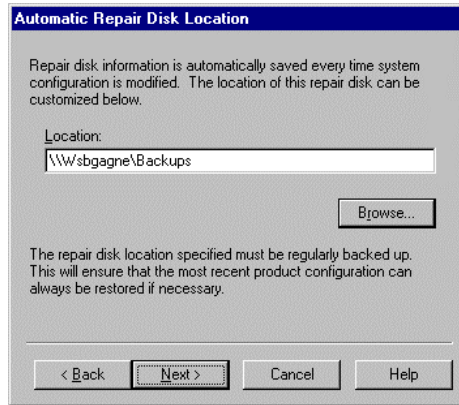 Automatic Repair Disk Location
Repair disk information is automatically saved every time system
configuration is modified. The location of this repair disk can be
customized below.
Location:
\\Wsbgagne\Backups
Browse...
The repair disk location specified must be regularly backed up.
This will ensure that the most recent product configuration can
always be restored if necessary.
< Back
Next >
Cancel
Help